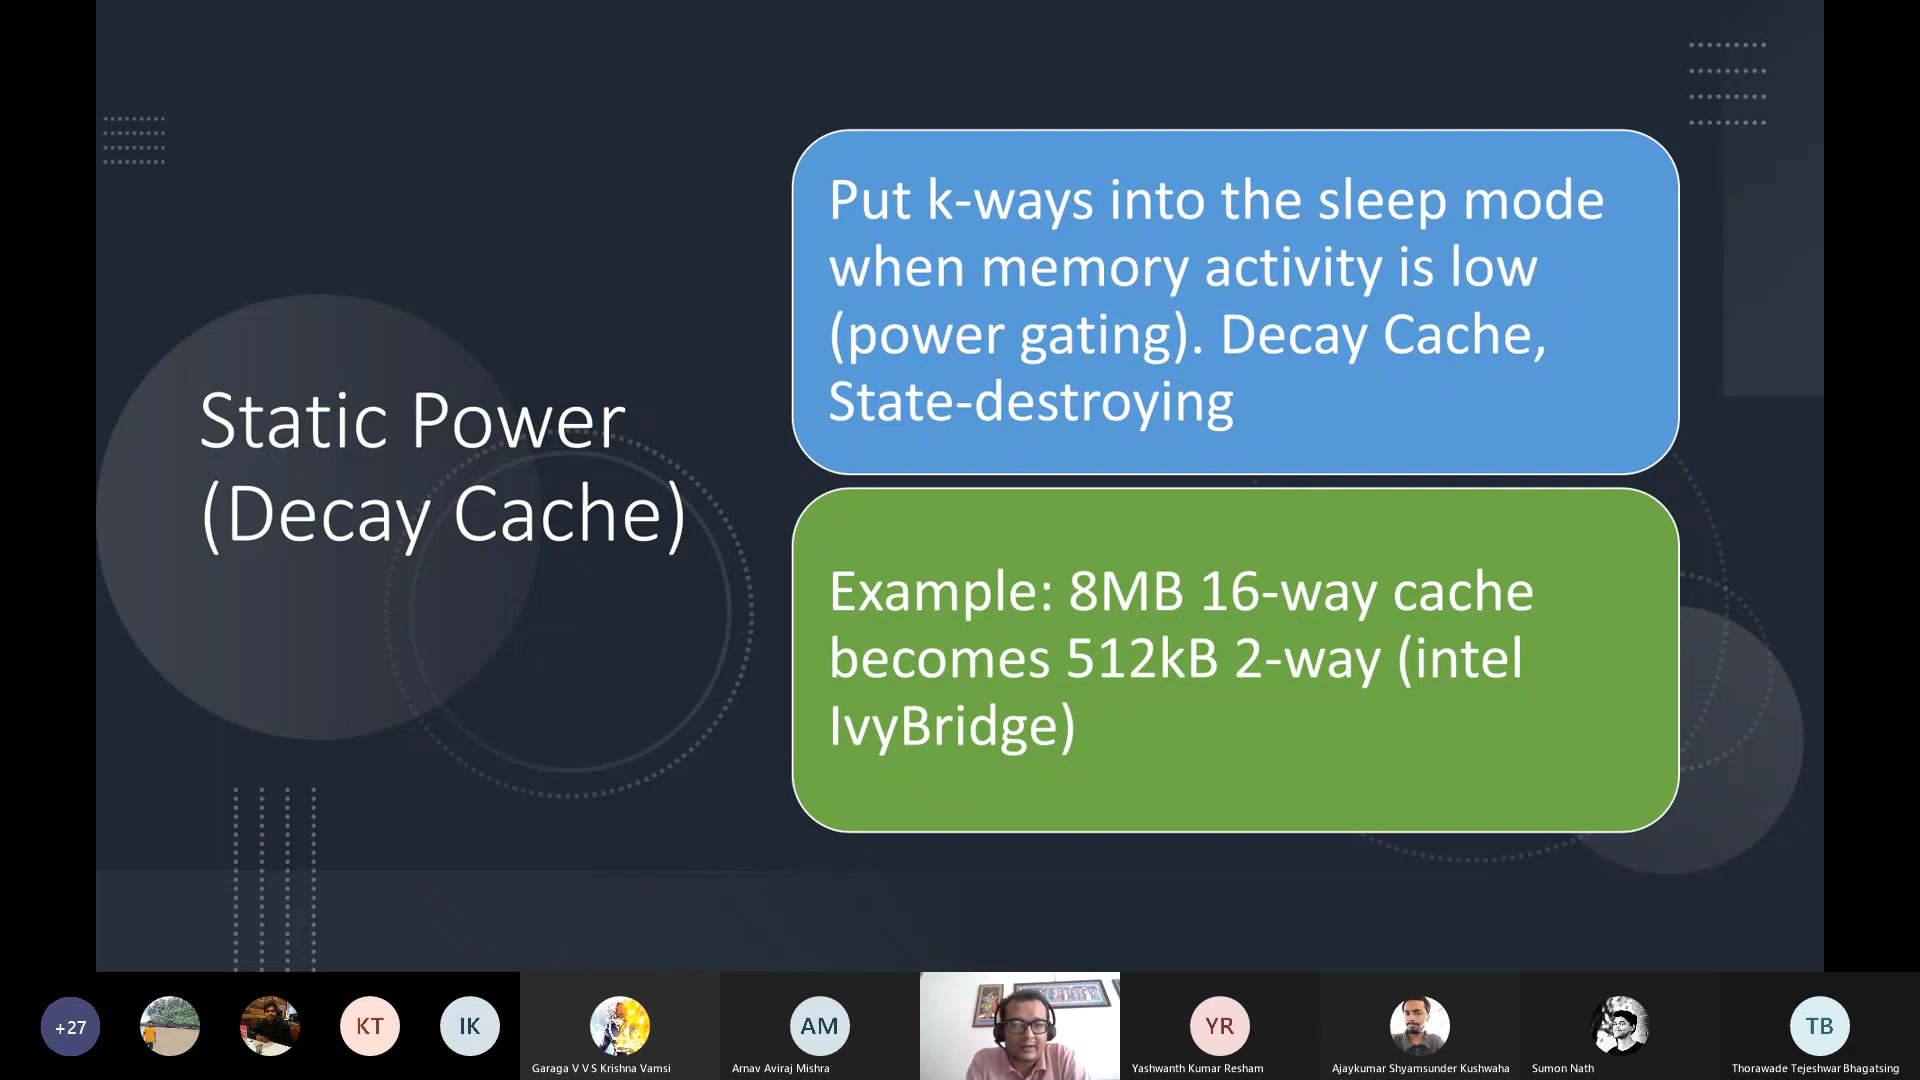 Static Power
(Decay Cache)
Put k-ways into the sleep mode
when memory activity is low
(power gating). Decay Cache,
State-destroying
Example: 8MB 16-way cache
becomes 512kB 2-way (intel
IvyBridge)
+27
KT
IK
Garaga V V S Krishna Vamsi
AM
Arnav Aviraj Mishra
YR
Yashwanth Kumar Resham
Ajaykumar Shyamsunder Kushwaha
Sumon Nath
TB
Thorawade Tejeshwar Bhagatsing